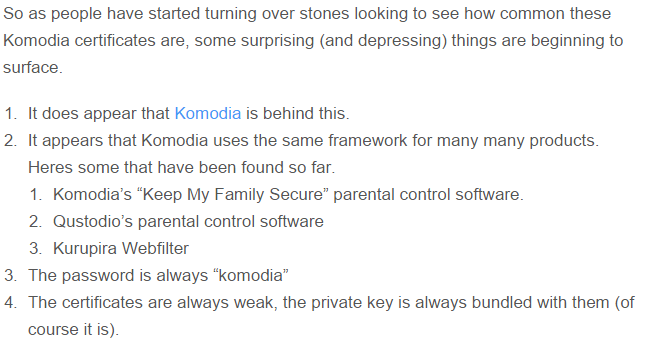 So as people have started turning over stones looking to see how common these
Komodia certificates are, some surprising (and depressing) things are beginning to
surface.
1. It does appear that Komodia is behind this.
2. It appears that Komodia uses the same framework for many many products.
Heres some that have been found so far.
1. Komodia’s “Keep My Family Secure” parental control software.
2. Qustodio’s parental control software
3. Kurupira Webfilter
3. The password is always “komodia”
4. The certificates are always weak, the private key is always bundled with them (of
course it is).